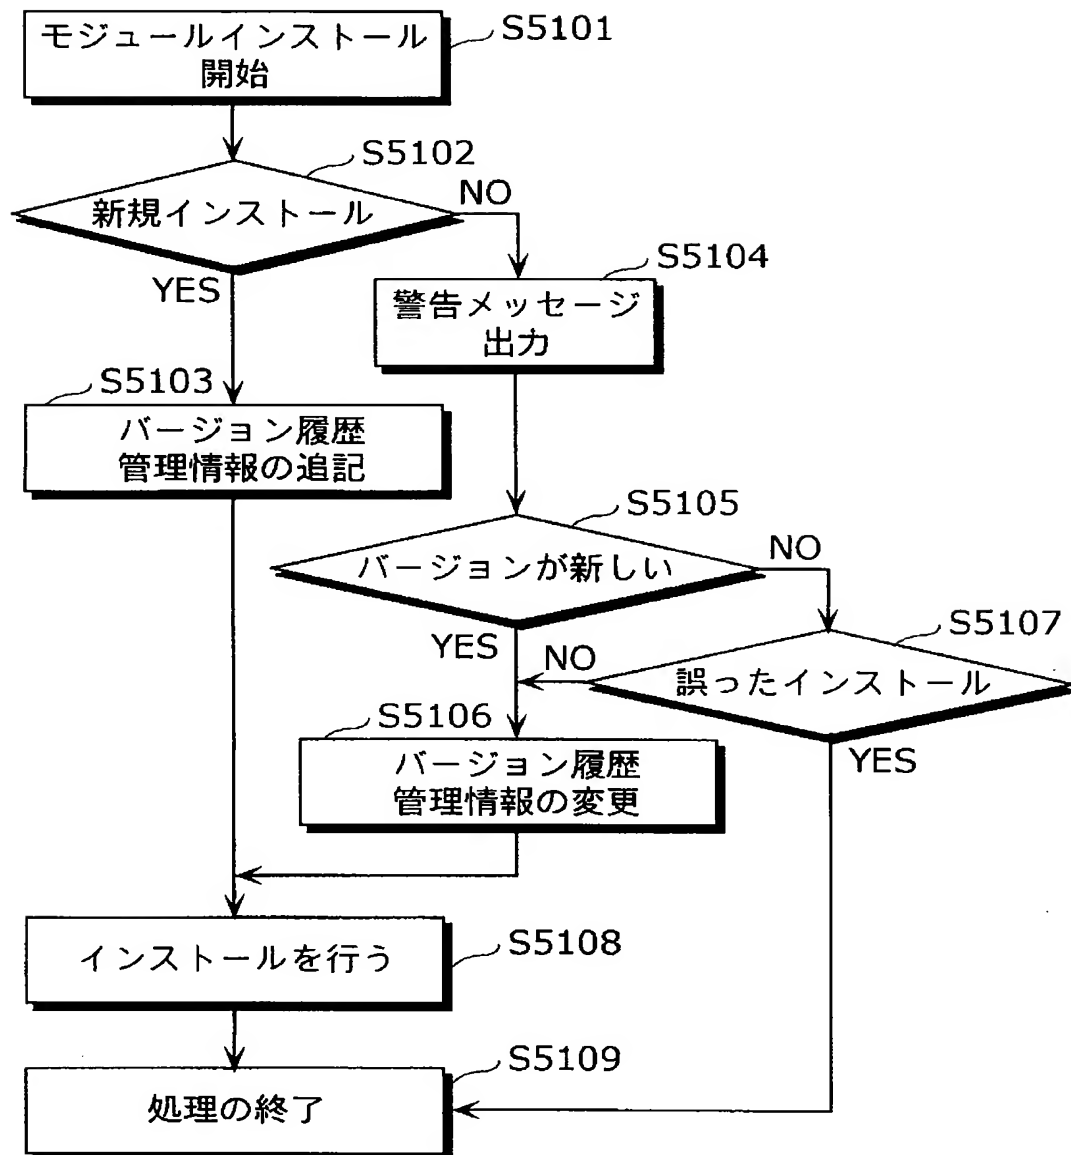 モジュールインストール
開始
S5101
S5102
新規インストール
NO
YES
S5104
警告メッセージ
出力
S5103
バージョン履歴
管理情報の追記
S5105
バージョンが新しい
NO
YES
S5107
誤ったインストール
NO
YES
S5106
バージョン履歴
管理情報の変更
インストールを行う
S5108
処理の終了
S5109